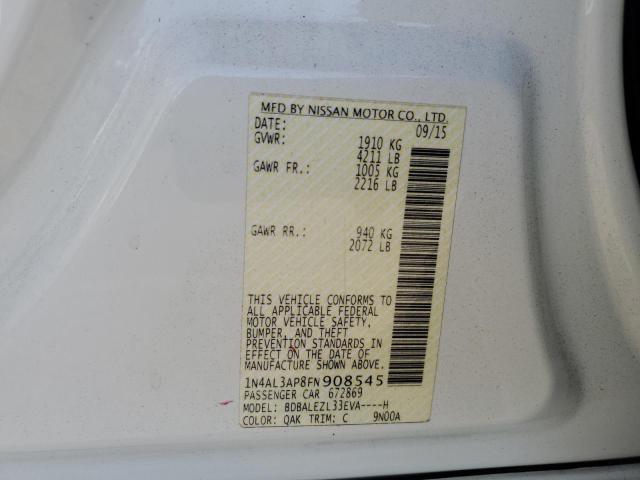 MFD BY NISSAN MOTOR CO., LTD.
DATE: 09/15
GVWR: 1910 KG
4211 LB
GAWR FR.: 1005 KG
2216 LB
GAWR RR.: 940 KG
2072 LB
THIS VEHICLE CONFORMS TO
ALL APPLICABLE FEDERAL
MOTOR VEHICLE SAFETY,
BUMPER, AND THEFT
PREVENTION STANDARDS IN
EFFECT ON THE DATE OF
MANUFACTURE SHOWN ABOVE.
1N4AL3AP8FN908545
PASSENGER CAR 672869
MODEL: BDBALEZL33EVA----H
COLOR: QAK TRIM: C 9N00A